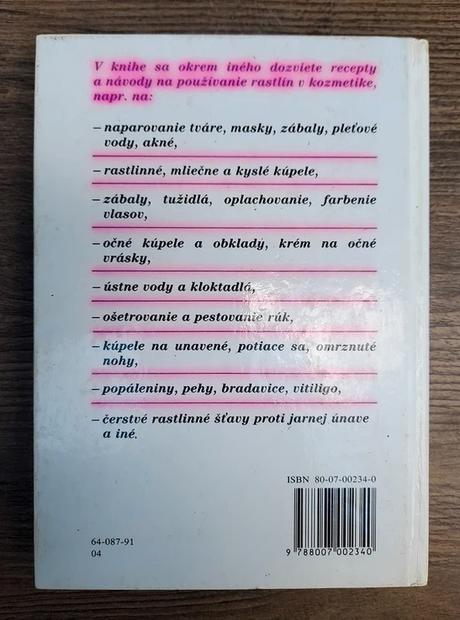 V knihe sa okrem iného dozviete recepty
a návody na používanie rastlín v kozmetike,
napr. na:
– naparovanie tváre, masky, zábaly, pleťové
vody, akné,
– rastlinné, mliečne a kyslé kúpele,
– zábaly, tužidlá, oplachovanie, farbenie
vlasov,
– očné kúpele a obklady, krém na očné
vrásky,
– ústne vody a kloktadlá,
– ošetrovanie a pestovanie rúk,
– kúpele na unavené, potiace sa, omrznuté
nohy,
– popáleniny, pehy, bradavice, vitiligo,
– čerstvé rastlinné šťavy proti jarnej únave
a iné.
ISBN 80-07-00234-0
64-087-91
04
9 788007 002340